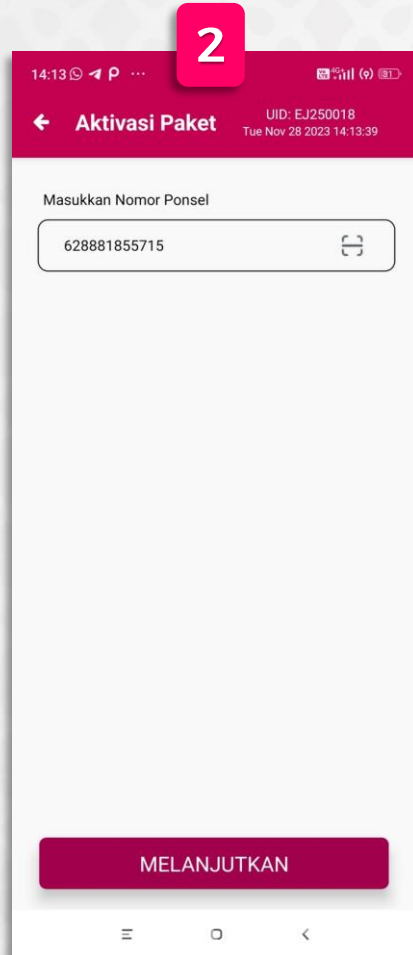 2
14:13
Aktivasi Paket
UID: EJ250018
Tue Nov 28 2023 14:13:39
Masukkan Nomor Ponsel
628881855715
MELANJUTKAN